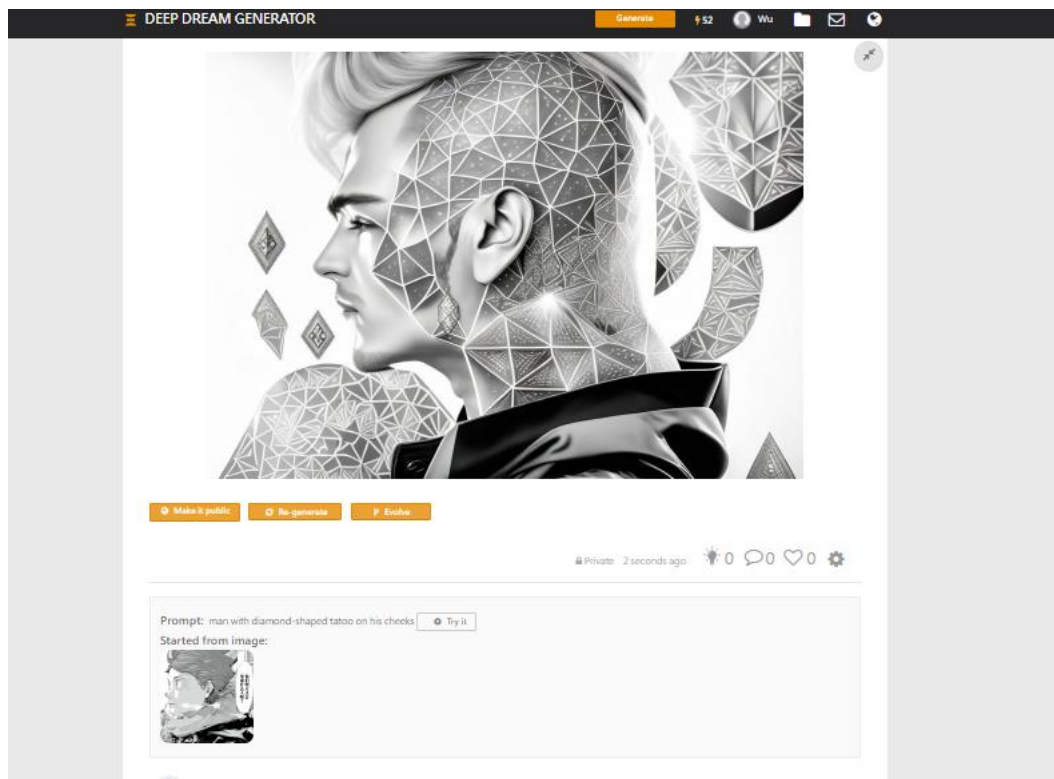 DEEP DREAM GENERATOR
Generate
52
Wu
Make it public
Re-generate
Evolve
Private 2 seconds ago 0 0 0
Prompt: man with diamond-shaped tatoo on his cheeks Try it
Started from image: